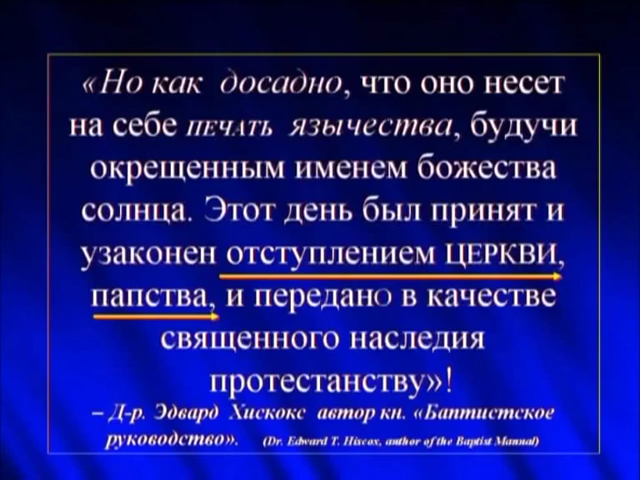 «Но как досадно, что оно несет
на себе ПЕЧАТЬ язычества, будучи
окрещенным именем божества
солнца. Этот день был принят и
узаконен отступлением ЦЕРКВИ,
папства, и переданО в качестве
священного наследия
протестанству»!
– Д-р. Эдвард Хискокс автор кн. «Баптистское
руководство». (Dr. Edward T. Hiscox, author of the Baptist Manual)